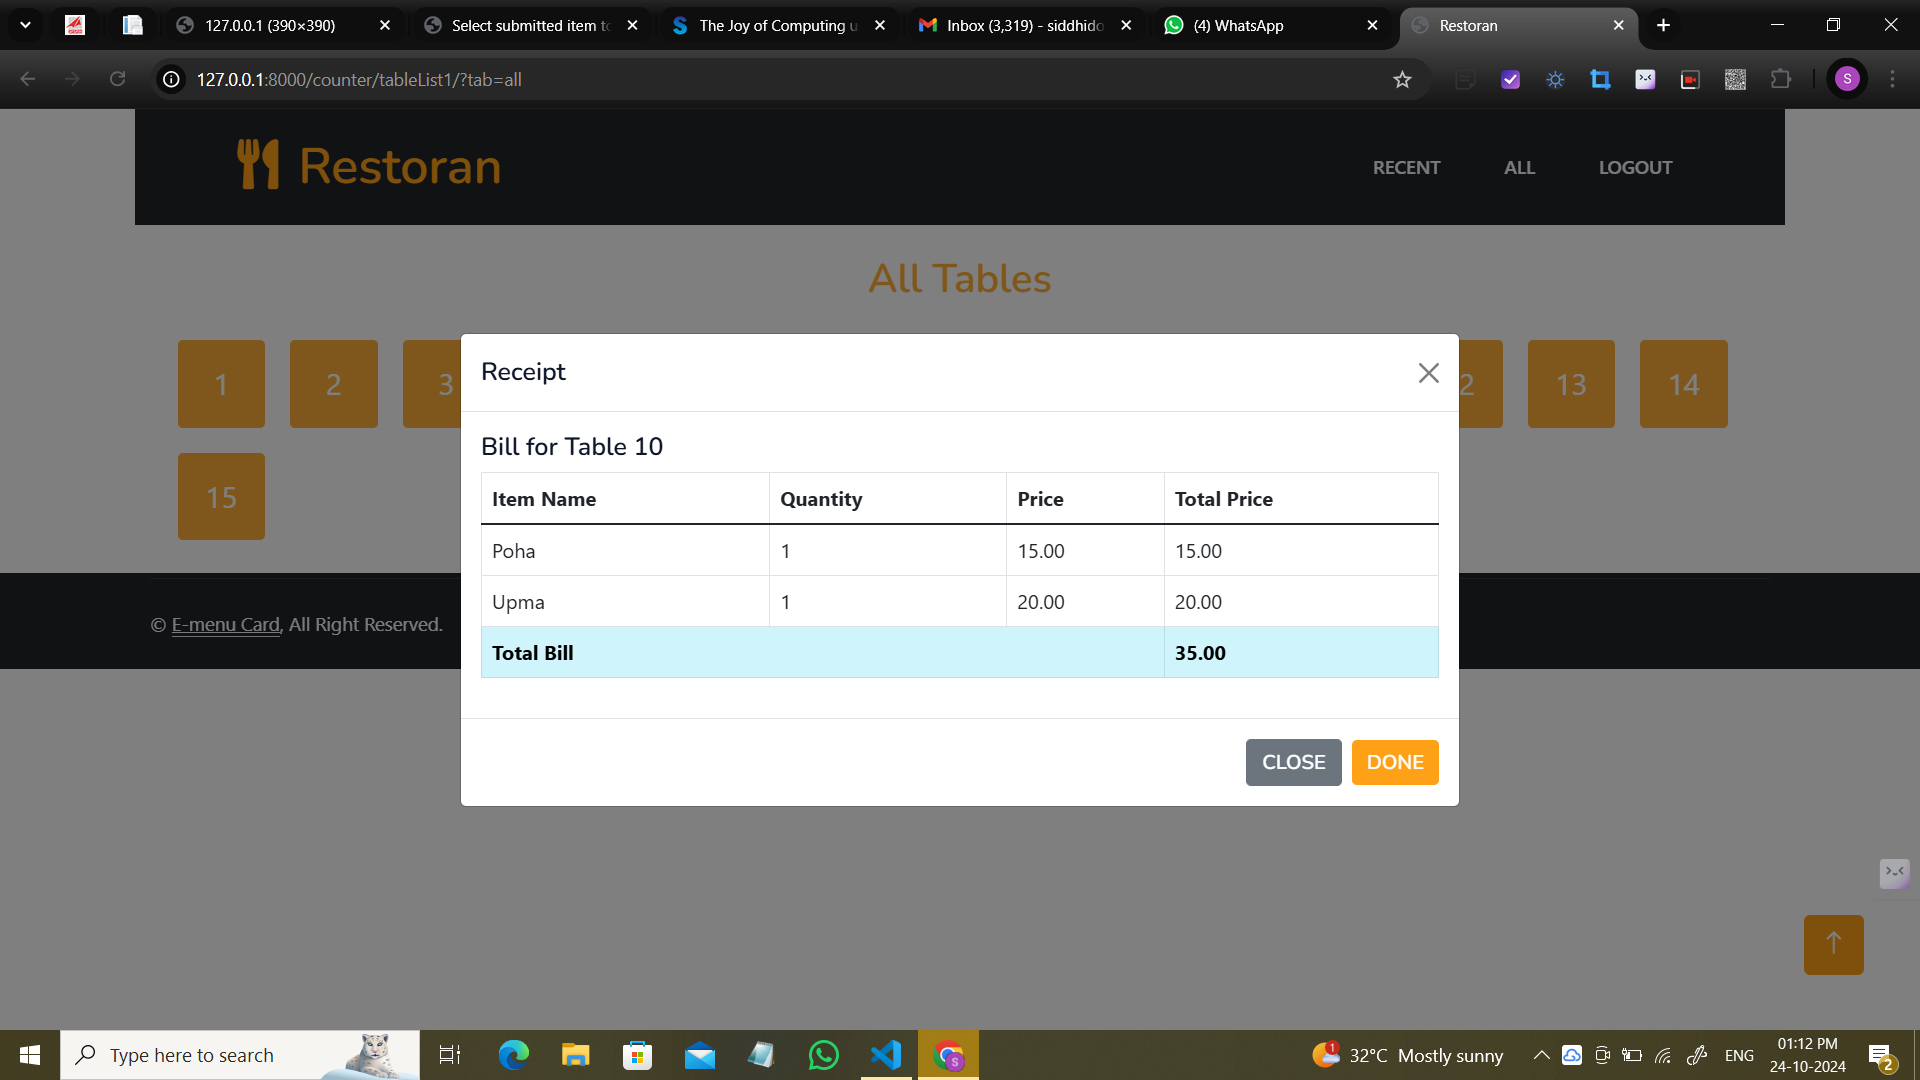 127.0.0.1 (390×390)
Select submitted item to
The Joy of Computing u
Inbox (3,319) - siddhido
(4) WhatsApp
Restoran
127.0.0.1:8000/counter/tableList1/?tab=all
S
Restoran
RECENT
ALL
LOGOUT
All Tables
1
2
3
2
13
14
15
Receipt
Bill for Table 10
Item Name Quantity Price Total Price
Poha 1 15.00 15.00
Upma 1 20.00 20.00
Total Bill 35.00
CLOSE
DONE
© E-menu Card, All Right Reserved.
Type here to search
S
1
32°C Mostly sunny
ENG
01:12 PM
24-10-2024
2